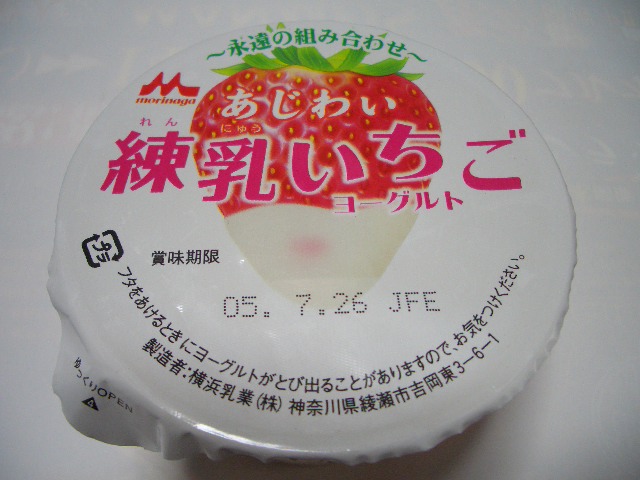 ～永遠の組み合わせ～
morinaga
あじわい
れん にゅう
練乳いちご
ヨーグルト
プラ
賞味期限
05. 7.26 JFE
フタをあけるときにヨーグルトがとび出ることがありますので、お気をつけください。
製造者:横浜乳業(株) 神奈川県綾瀬市吉岡東3-6-1
ゆっくりOPEN